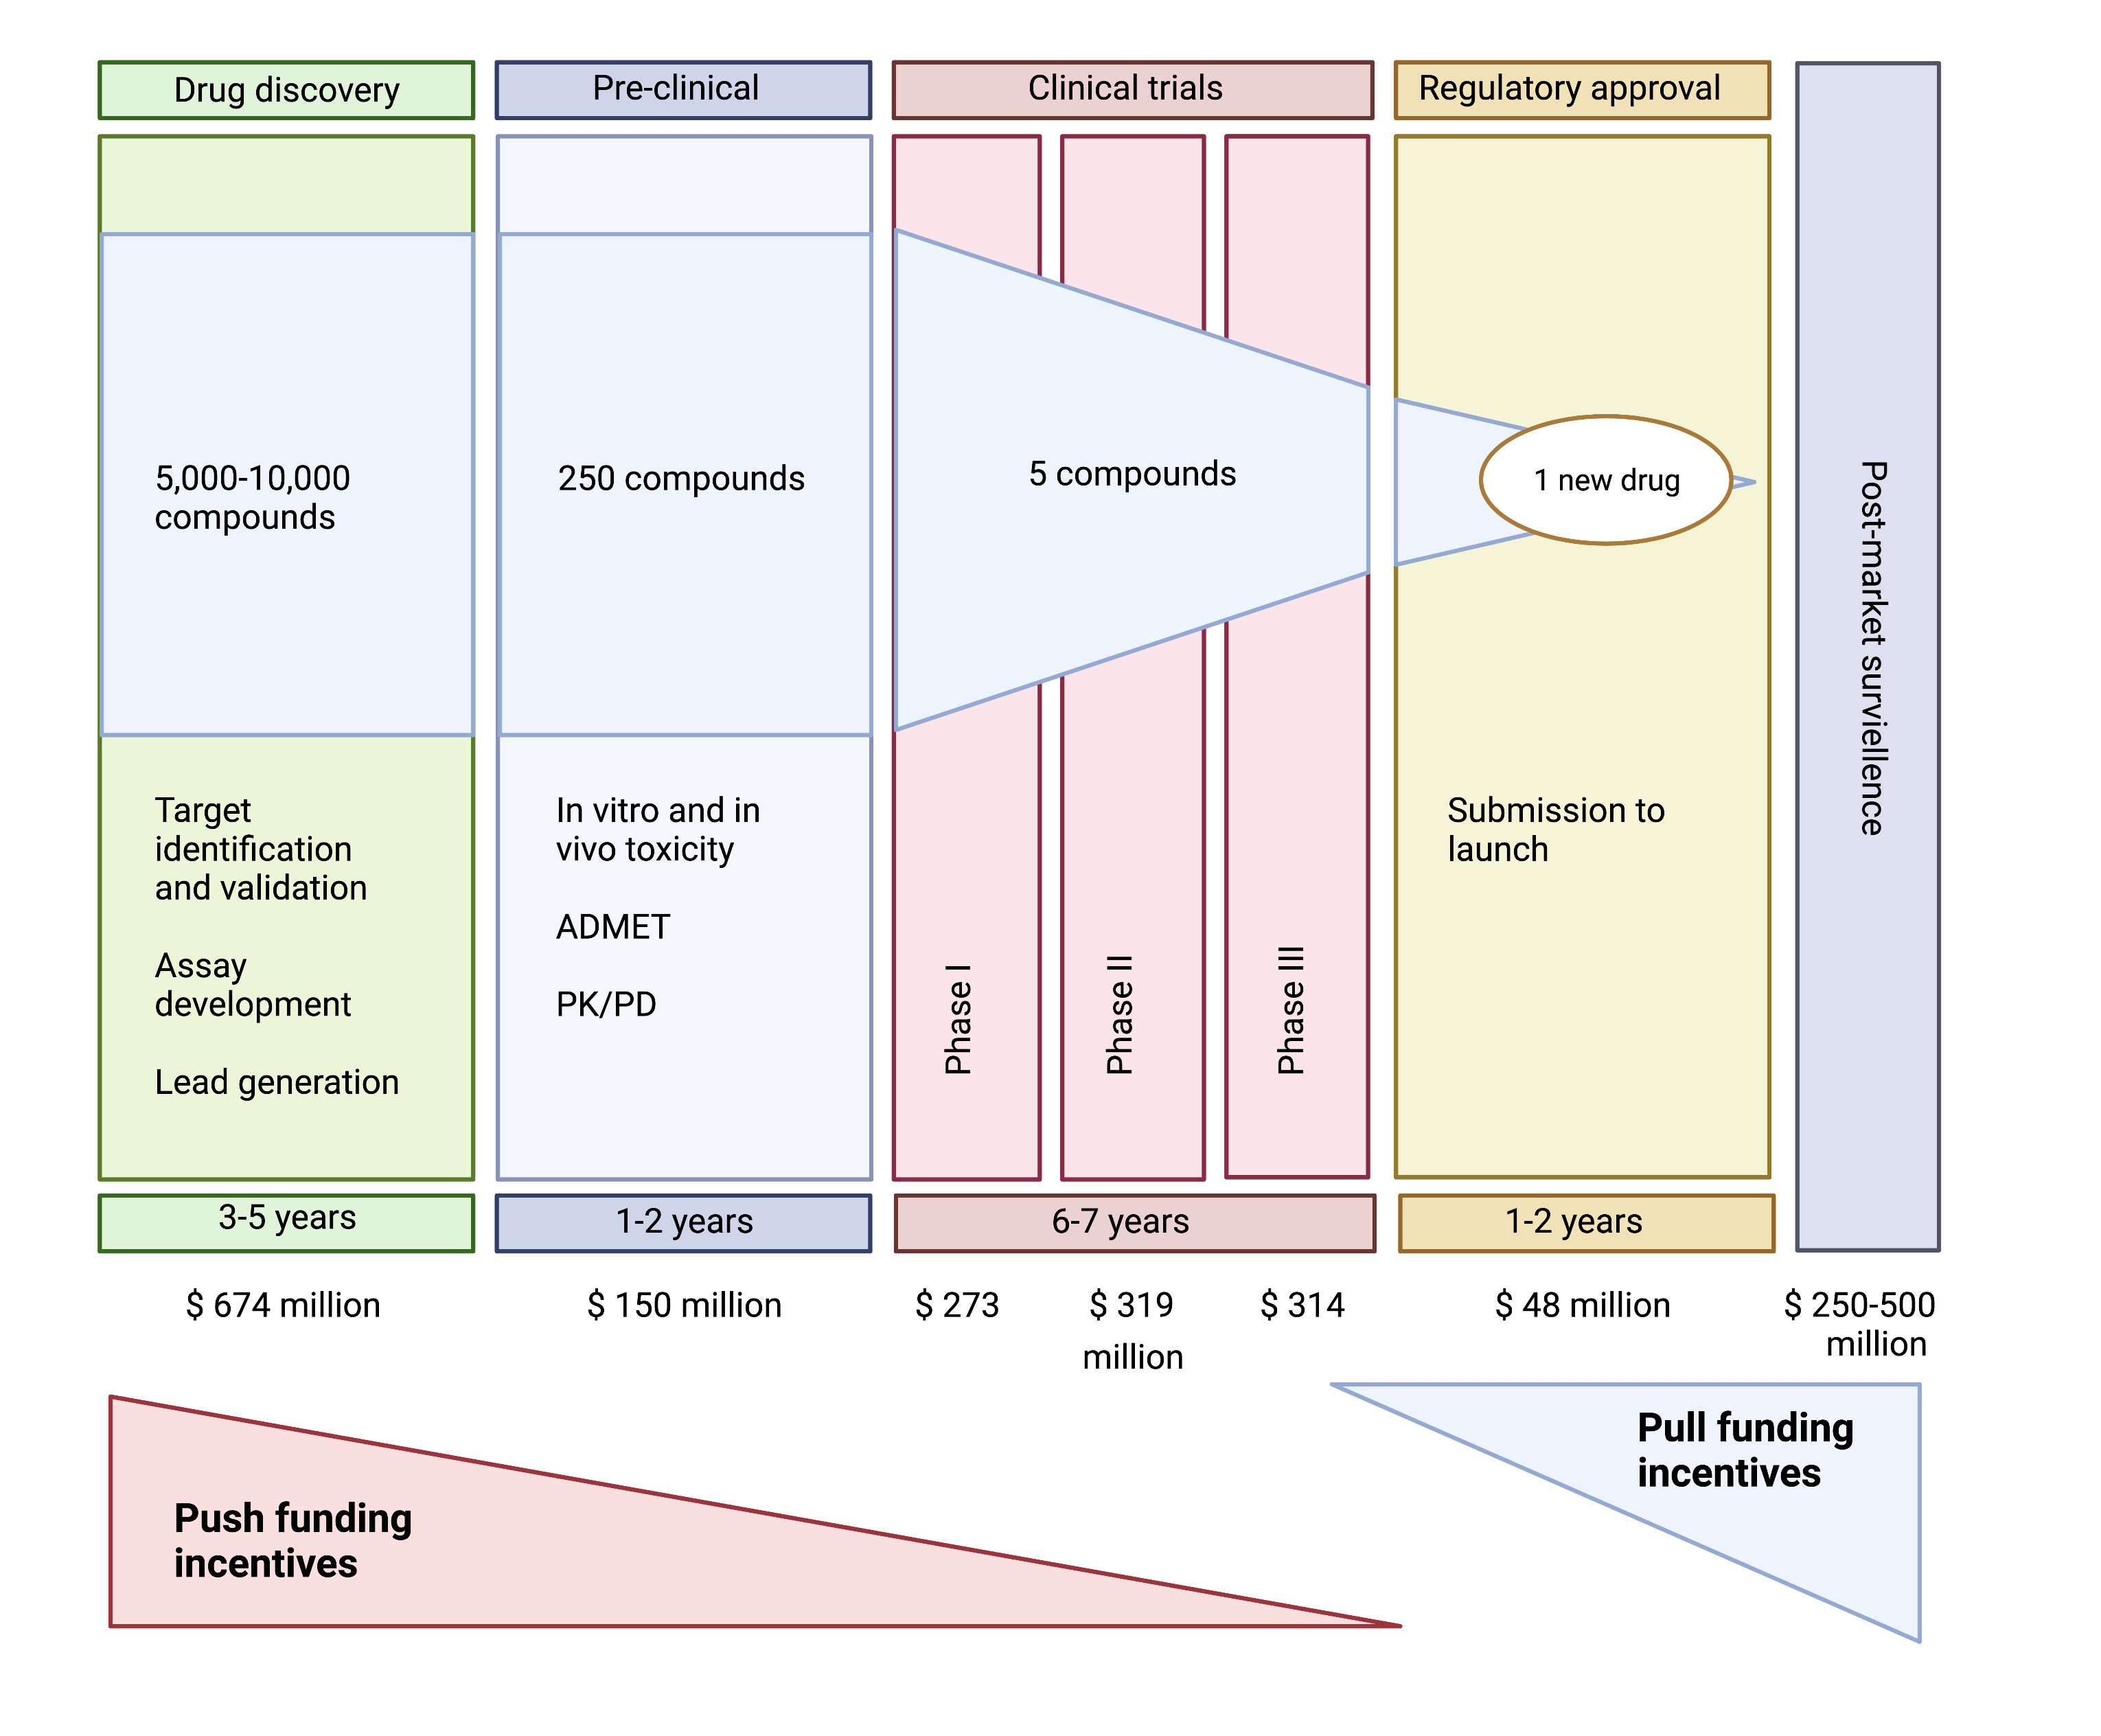 Drug discovery
Pre-clinical
Clinical trials
Regulatory approval
5,000-10,000
compounds
250 compounds
5 compounds
1 new drug
Post-market surviellence
Target
identification
and validation
Assay
development
Lead generation
In vitro and in
vivo toxicity
ADMET
PK/PD
Phase I
Phase II
Phase III
Submission to
launch
3-5 years
1-2 years
6-7 years
1-2 years
$ 674 million
$ 150 million
$ 273
$ 319
$ 314
million
$ 48 million
$ 250-500
million
Push funding
incentives
Pull funding
incentives